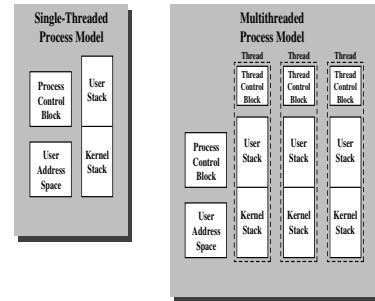 Single-Threaded
Process Model
Process
Control
Block
User
Stack
User
Address
Space
Kernel
Stack
Multithreaded
Process Model
Thread
Thread
Thread
Thread
Control
Block
Thread
Control
Block
Thread
Control
Block
Process
Control
Block
User
Stack
User
Stack
User
Stack
User
Address
Space
Kernel
Stack
Kernel
Stack
Kernel
Stack